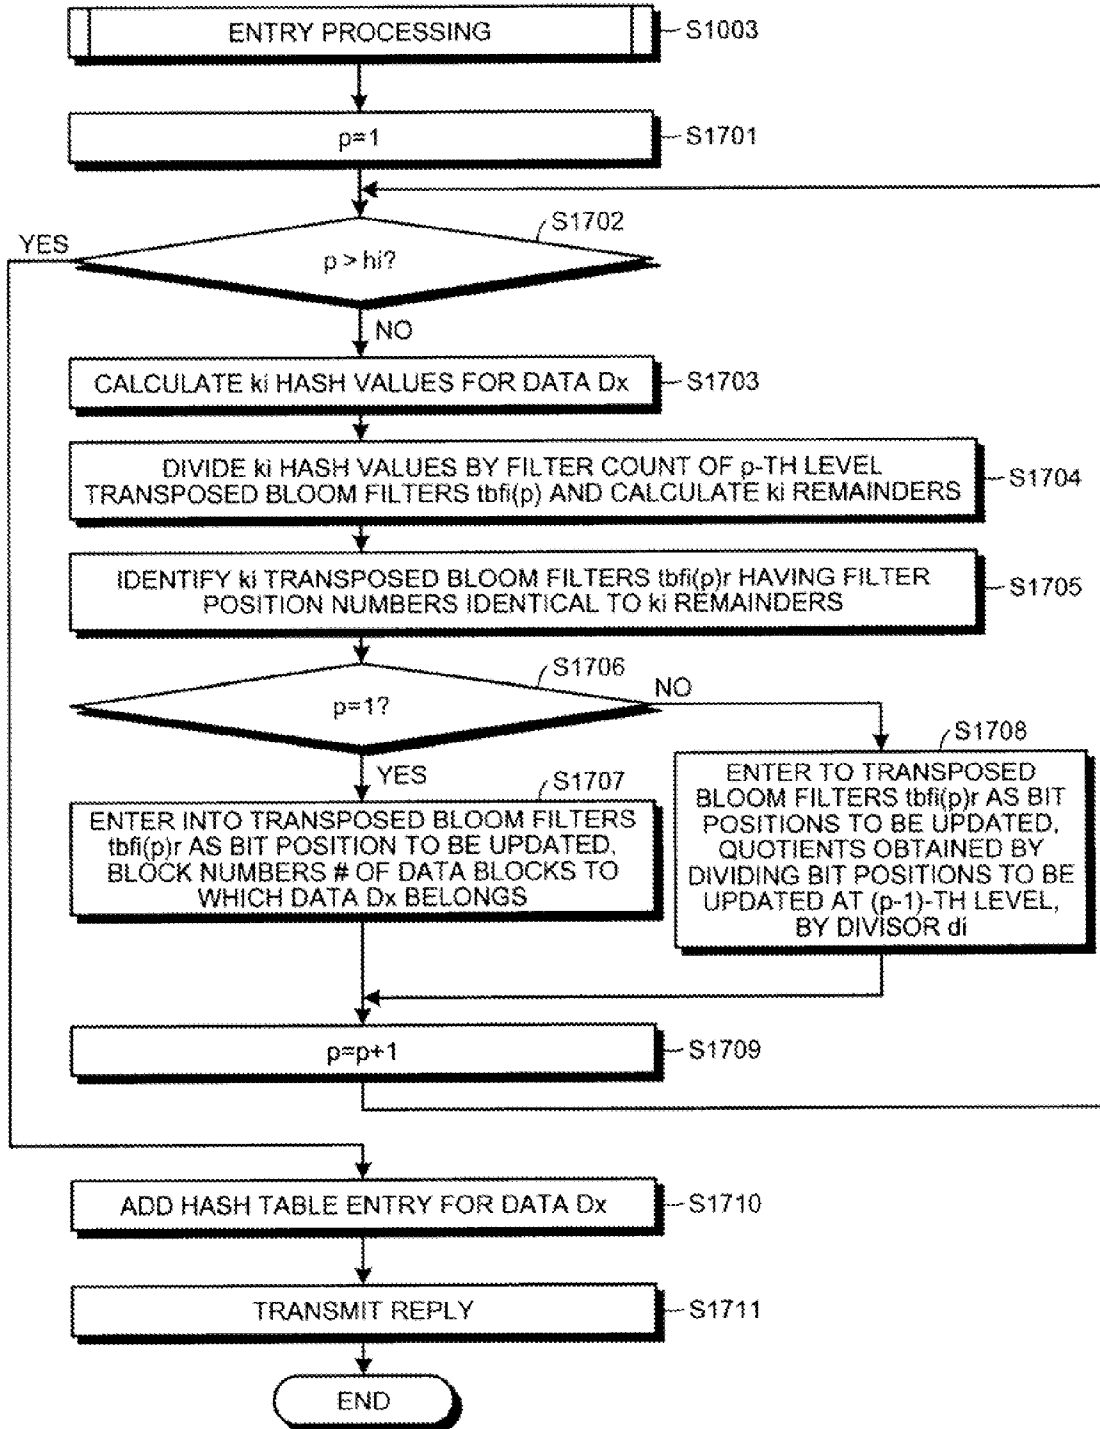 ENTRY PROCESSING
S1003
p=1
S1701
S1702
YES
p > hi?
NO
CALCULATE ki HASH VALUES FOR DATA Dx
S1703
DIVIDE ki HASH VALUES BY FILTER COUNT OF p-TH LEVEL
TRANSPOSED BLOOM FILTERS tbfi(p) AND CALCULATE ki REMAINDERS
S1704
IDENTIFY ki TRANSPOSED BLOOM FILTERS tbfi(p)r HAVING FILTER
POSITION NUMBERS IDENTICAL TO ki REMAINDERS
S1705
S1706
p=1?
NO
YES
S1707
ENTER INTO TRANSPOSED BLOOM FILTERS
tbfi(p)r AS BIT POSITION TO BE UPDATED,
BLOCK NUMBERS # OF DATA BLOCKS TO
WHICH DATA Dx BELONGS
S1708
ENTER TO TRANSPOSED
BLOOM FILTERS tbfi(p)r AS BIT
POSITIONS TO BE UPDATED,
QUOTIENTS OBTAINED BY
DIVIDING BIT POSITIONS TO BE
UPDATED AT (p-1)-TH LEVEL,
BY DIVISOR di
p=p+1
S1709
ADD HASH TABLE ENTRY FOR DATA Dx
S1710
TRANSMIT REPLY
S1711
END